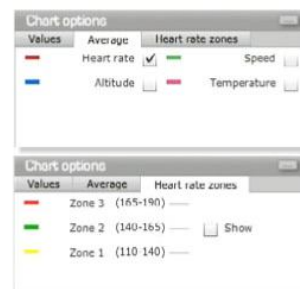 Chart options
Values Average Heart rate zones
Heart rate Speed
Altitude Temperature
Chart options
Values Average Heart rate zones
Zone 3 (165-190)
Zone 2 (140-165) Show
Zone 1 (110-140)